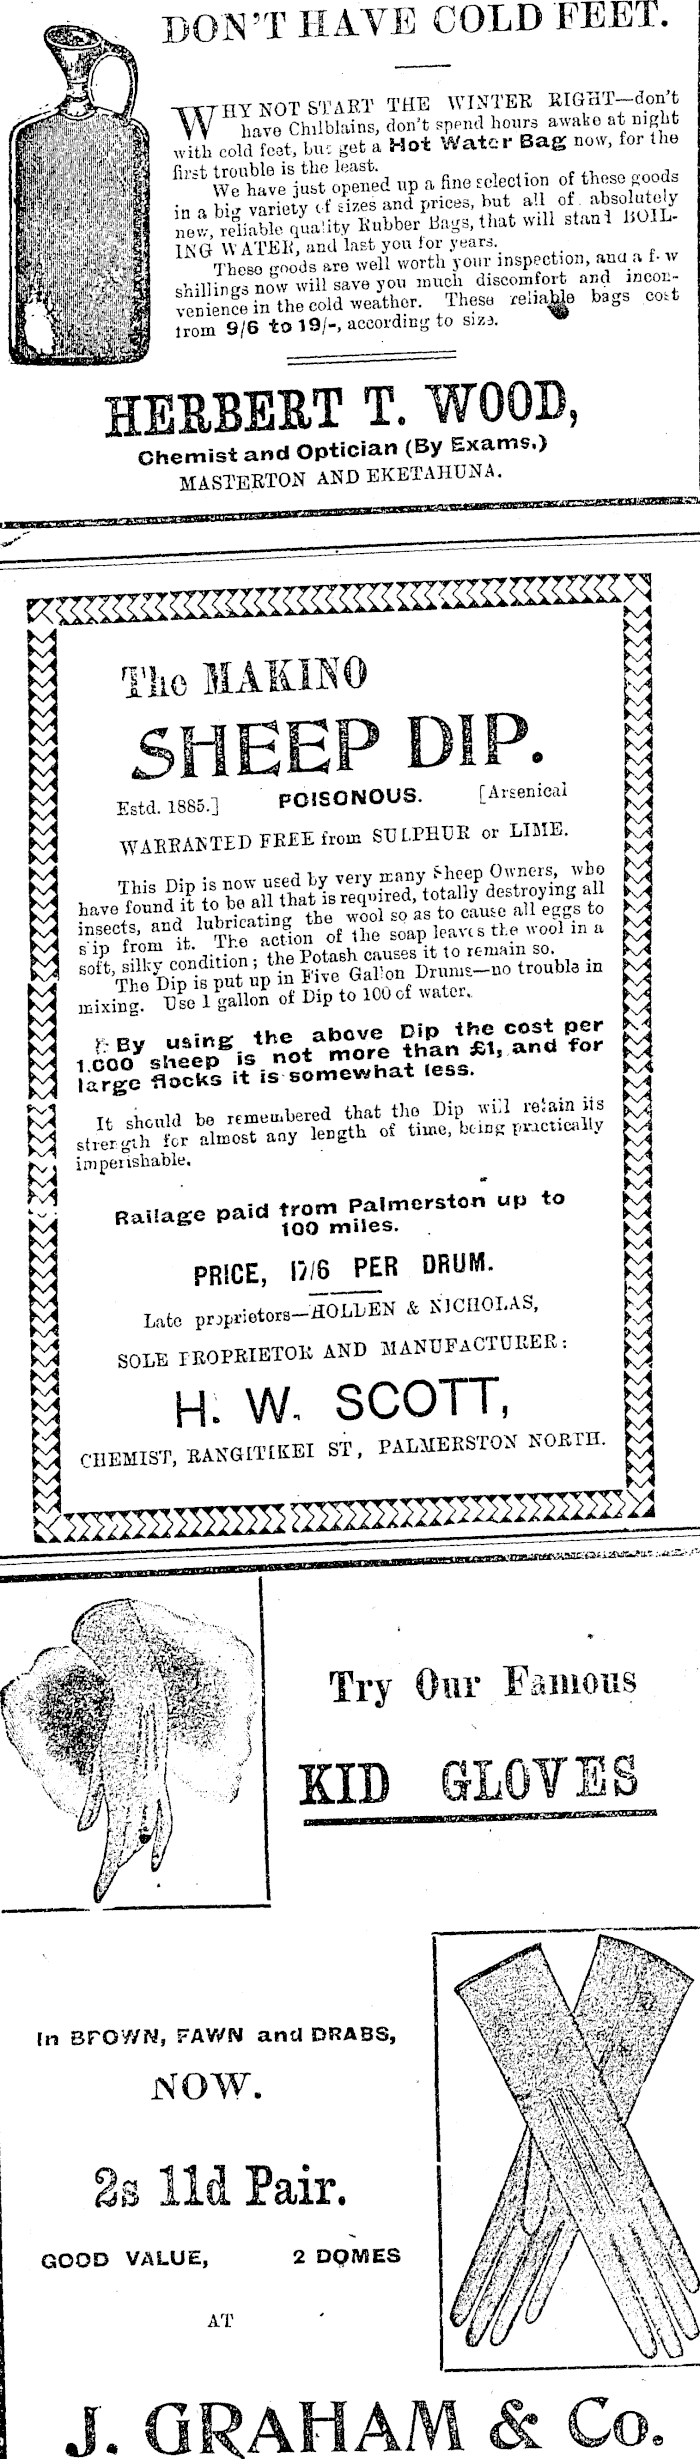 DON'T HAVE COLD FEET.
WHY NOT START THE WINTER RIGHT—don't
have Chilblains, don't spend hours awake at night
with cold feet, but get a Hot Water Bag now, for the
first trouble is the least.
We have just opened up a fine selection of these goods
in a big variety of sizes and prices, but all of absolutely
new, reliable quality Rubber Bags, that will stand BOIL-
ING WATER, and last you for years.
These goods are well worth your inspection, and a few
shillings now will save you much discomfort and incon-
venience in the cold weather. These reliable bags cost
from 9/6 to 19/-, according to size.
HERBERT T. WOOD,
Chemist and Optician (By Exams.)
MASTERTON AND EKETAHUNA.
The MAKINO
SHEEP DIP.
Estd. 1885.] POISONOUS. [Arsenical
WARRANTED FREE from SULPHUR or LIME.
This Dip is now used by very many Sheep Owners, who
have found it to be all that is required, totally destroying all
insects, and lubricating the wool so as to cause all eggs to
slip from it. The action of the soap leaves the wool in a
soft, silky condition; the Potash causes it to remain so.
The Dip is put up in Five Gallon Drums—no trouble in
mixing. Use 1 gallon of Dip to 100 of water.
By using the above Dip the cost per
1,000 sheep is not more than £1, and for
large flocks it is somewhat less.
It should be remembered that the Dip will retain its
strength for almost any length of time, being practically
imperishable.
Railage paid from Palmerston up to
100 miles.
PRICE, 17/6 PER DRUM.
Late proprietors—HOLLEN & NICHOLAS,
SOLE PROPRIETOR AND MANUFACTURER:
H. W. SCOTT,
CHEMIST, RANGITIKEI ST, PALMERSTON NORTH.
Try Our Famous
KID GLOVES
In BROWN, FAWN and DRABS,
NOW.
2s 11d Pair.
GOOD VALUE, 2 DOMES
AT
J. GRAHAM & Co.